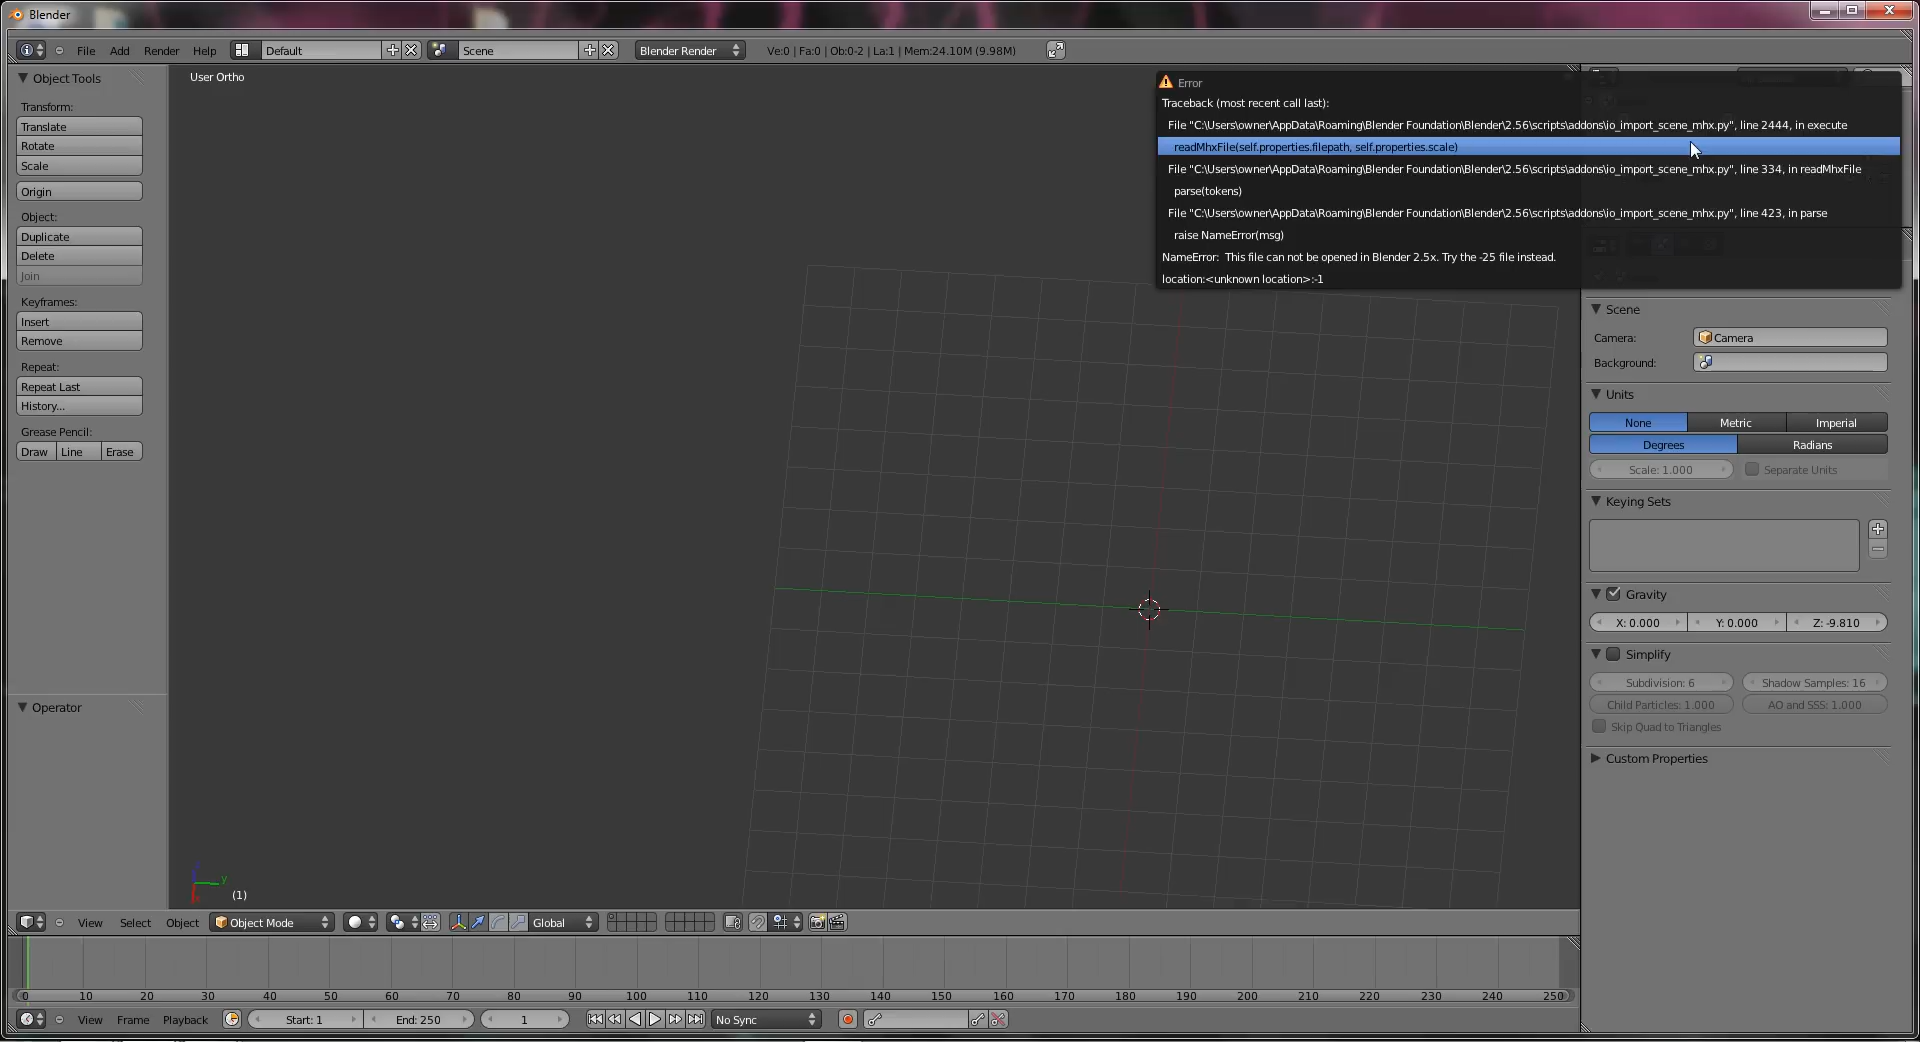 Blender
File Add Render Help Default Scene Blender Render Ve:0 | Fa:0 | Ob:0-2 | La:1 | Mem:24.10M (9.98M)
Object Tools
Transform:
Translate
Rotate
Scale
Origin
Object:
Duplicate
Delete
Join
Keyframes:
Insert
Remove
Repeat:
Repeat Last
History...
Grease Pencil:
Draw Line Erase
Operator
User Ortho
Error
Traceback (most recent call last):
File "C:\Users\owner\AppData\Roaming\Blender Foundation\Blender\2.56\scripts\addons\io_import_scene_mhx.py", line 2444, in execute
readMhxFile(self.properties.filepath, self.properties.scale)
File "C:\Users\owner\AppData\Roaming\Blender Foundation\Blender\2.56\scripts\addons\io_import_scene_mhx.py", line 334, in readMhxFile
parse(tokens)
File "C:\Users\owner\AppData\Roaming\Blender Foundation\Blender\2.56\scripts\addons\io_import_scene_mhx.py", line 423, in parse
raise NameError(msg)
NameError: This file can not be opened in Blender 2.5x. Try the -25 file instead.
location:<unknown location>:-1
Scene
Camera: Camera
Background:
Units
None Metric Imperial
Degrees Radians
Scale: 1.000 Separate Units
Keying Sets
Gravity
X: 0.000 Y: 0.000 Z: -9.810
Simplify
Subdivision: 6 Shadow Samples: 16
Child Particles: 1.000 AO and SSS: 1.000
Skip Quad to Triangles
Custom Properties
y
(1)
View Select Object Object Mode Global
0 10 20 30 40 50 60 70 80 90 100 110 120 130 140 150 160 170 180 190 200 210 220 230 240 250
View Frame Playback Start: 1 End: 250 1 No Sync